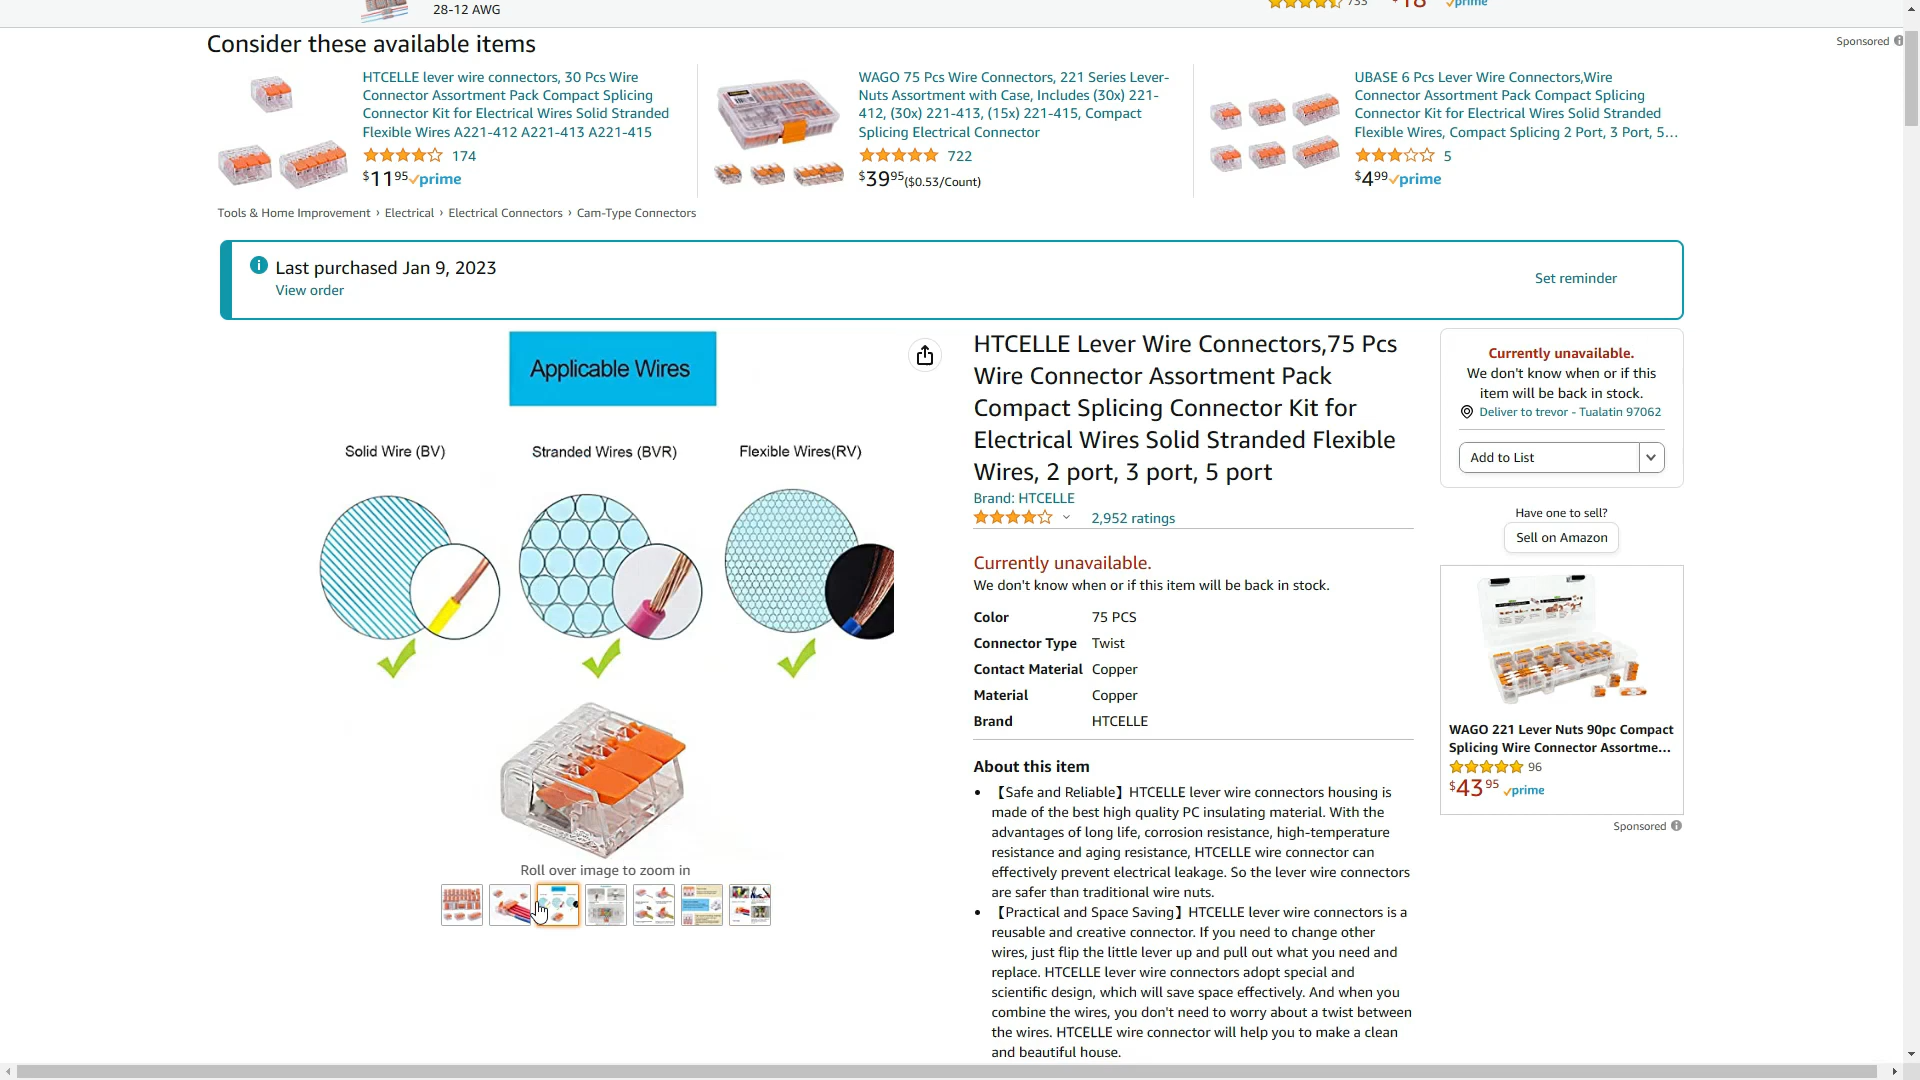 28-12 AWG
733 $18 prime
Consider these available items
Sponsored
HTCELLE lever wire connectors, 30 Pcs Wire
Connector Assortment Pack Compact Splicing
Connector Kit for Electrical Wires Solid Stranded
Flexible Wires A221-412 A221-413 A221-415
174
$11.95 prime
WAGO 75 Pcs Wire Connectors, 221 Series Lever-
Nuts Assortment with Case, Includes (30x) 221-
412, (30x) 221-413, (15x) 221-415, Compact
Splicing Electrical Connector
722
$39.95 ($0.53/Count)
UBASE 6 Pcs Lever Wire Connectors,Wire
Connector Assortment Pack Compact Splicing
Connector Kit for Electrical Wires Solid Stranded
Flexible Wires, Compact Splicing 2 Port, 3 Port, 5...
5
$4.99 prime
Tools & Home Improvement › Electrical › Electrical Connectors › Cam-Type Connectors
Last purchased Jan 9, 2023
View order
Set reminder
Applicable Wires
Solid Wire (BV)
Stranded Wires (BVR)
Flexible Wires(RV)
Roll over image to zoom in
HTCELLE Lever Wire Connectors,75 Pcs
Wire Connector Assortment Pack
Compact Splicing Connector Kit for
Electrical Wires Solid Stranded Flexible
Wires, 2 port, 3 port, 5 port
Brand: HTCELLE
2,952 ratings
Currently unavailable.
We don't know when or if this item will be back in stock.
Color 75 PCS
Connector Type Twist
Contact Material Copper
Material Copper
Brand HTCELLE
About this item
• 【Safe and Reliable】HTCELLE lever wire connectors housing is
made of the best high quality PC insulating material. With the
advantages of long life, corrosion resistance, high-temperature
resistance and aging resistance, HTCELLE wire connector can
effectively prevent electrical leakage. So the lever wire connectors
are safer than traditional wire nuts.
• 【Practical and Space Saving】HTCELLE lever wire connectors is a
reusable and creative connector. If you need to change other
wires, just flip the little lever up and pull out what you need and
replace. HTCELLE lever wire connectors adopt special and
scientific design, which will save space effectively. And when you
combine the wires, you don't need to worry about a twist between
the wires. HTCELLE wire connector will help you to make a clean
and beautiful house.
Currently unavailable.
We don't know when or if this
item will be back in stock.
Deliver to trevor - Tualatin 97062
Add to List
Have one to sell?
Sell on Amazon
WAGO 221 Lever Nuts 90pc Compact
Splicing Wire Connector Assortme...
96
$43.95 prime
Sponsored